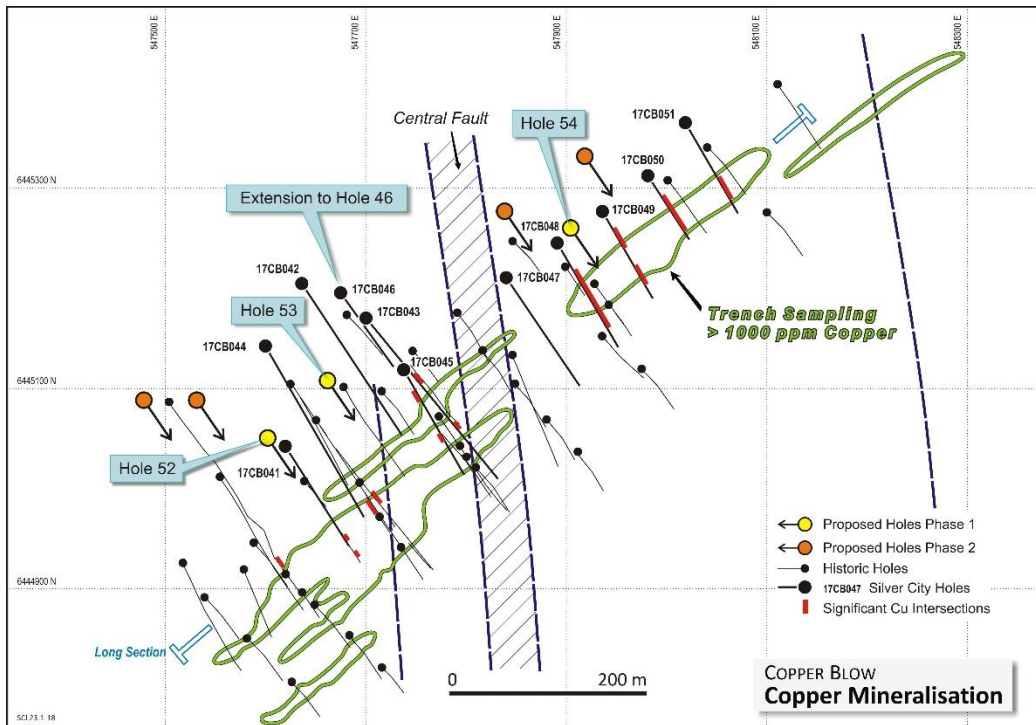 547500 E
547700 E
547900 E
548100 E
548300 E
Central Fault
Hole 54
17CB051
17CB050
6445300 N
Extension to Hole 46
17CB049
17CB048
17CB042
17CB046
17CB047
Hole 53
17CB043
Trench Sampling
> 1000 ppm Copper
17CB044
17CB045
6445100 N
Hole 52
17CB041
Proposed Holes Phase 1
Proposed Holes Phase 2
Historic Holes
17CB047 Silver City Holes
Significant Cu Intersections
6444900 N
Long Section
0 200 m
COPPER BLOW
Copper Mineralisation
SCI 23-1-18